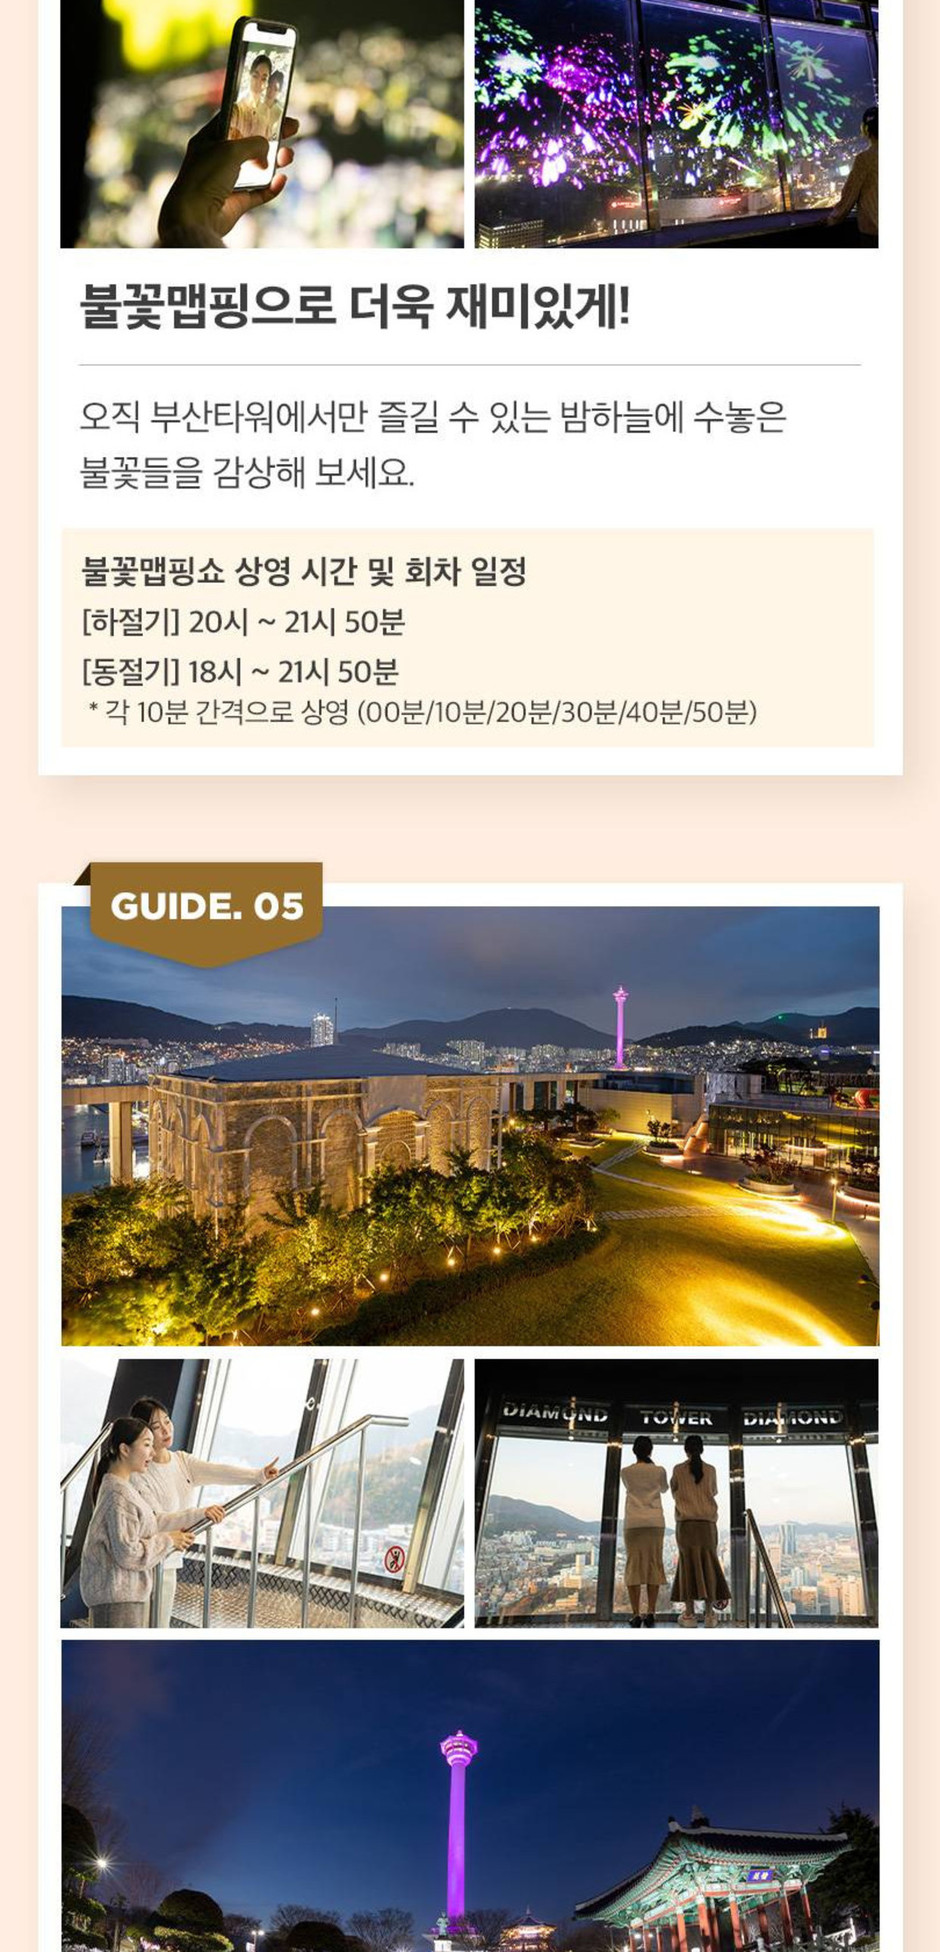 불꽃맵핑으로 더욱 재미있게!
오직 부산타워에서만 즐길 수 있는 밤하늘에 수놓은
불꽃들을 감상해 보세요.
불꽃맵핑쇼 상영 시간 및 회차 일정
[하절기] 20시 ~ 21시 50분
[동절기] 18시 ~ 21시 50분
* 각 10분 간격으로 상영 (00분/10분/20분/30분/40분/50분)
GUIDE. 05
DIAMOND TOWER DIAMOND